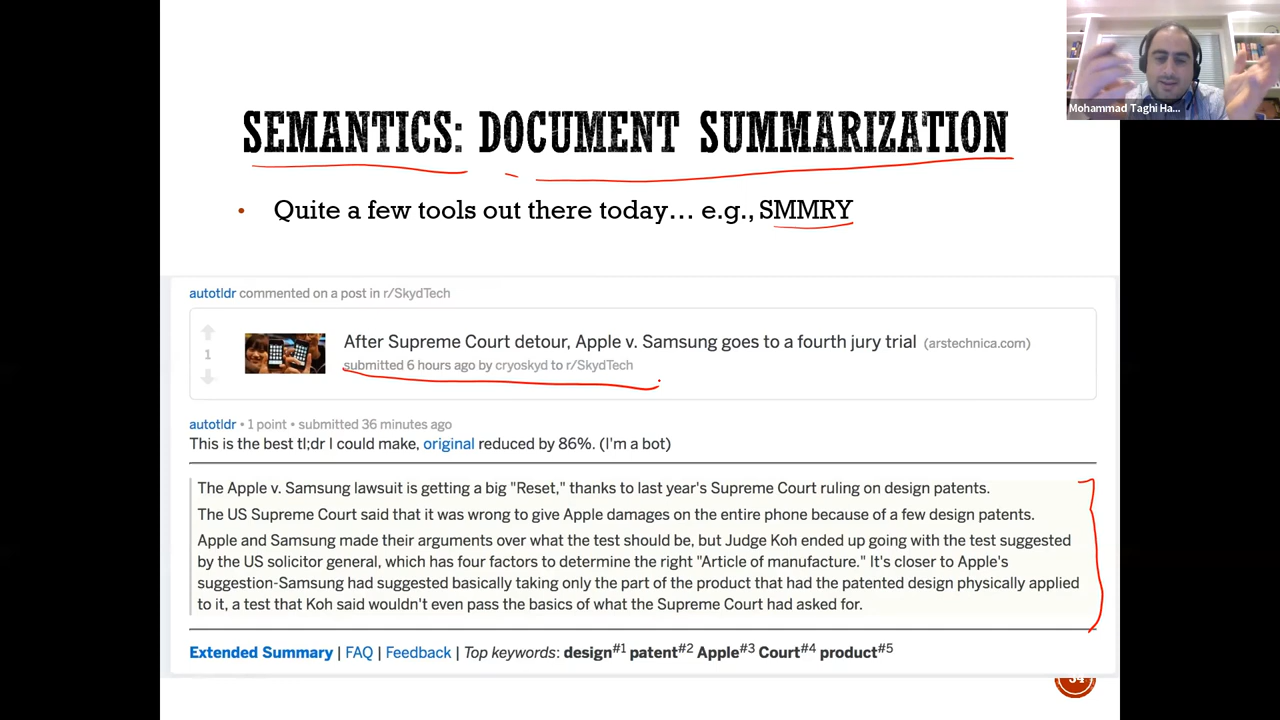 Mohammad Taghi Ha...
SEMANTICS: DOCUMENT SUMMARIZATION
• Quite a few tools out there today... e.g., SMMRY
autotldr commented on a post in r/SkydTech
After Supreme Court detour, Apple v. Samsung goes to a fourth jury trial (arstechnica.com)
1
submitted 6 hours ago by cryoskyd to r/SkydTech
autotldr • 1 point • submitted 36 minutes ago
This is the best tl;dr I could make, original reduced by 86%. (I'm a bot)
The Apple v. Samsung lawsuit is getting a big "Reset," thanks to last year's Supreme Court ruling on design patents.
The US Supreme Court said that it was wrong to give Apple damages on the entire phone because of a few design patents.
Apple and Samsung made their arguments over what the test should be, but Judge Koh ended up going with the test suggested
by the US solicitor general, which has four factors to determine the right "Article of manufacture." It's closer to Apple's
suggestion-Samsung had suggested basically taking only the part of the product that had the patented design physically applied
to it, a test that Koh said wouldn't even pass the basics of what the Supreme Court had asked for.
Extended Summary | FAQ | Feedback | Top keywords: design#1 patent#2 Apple#3 Court#4 product#5
34